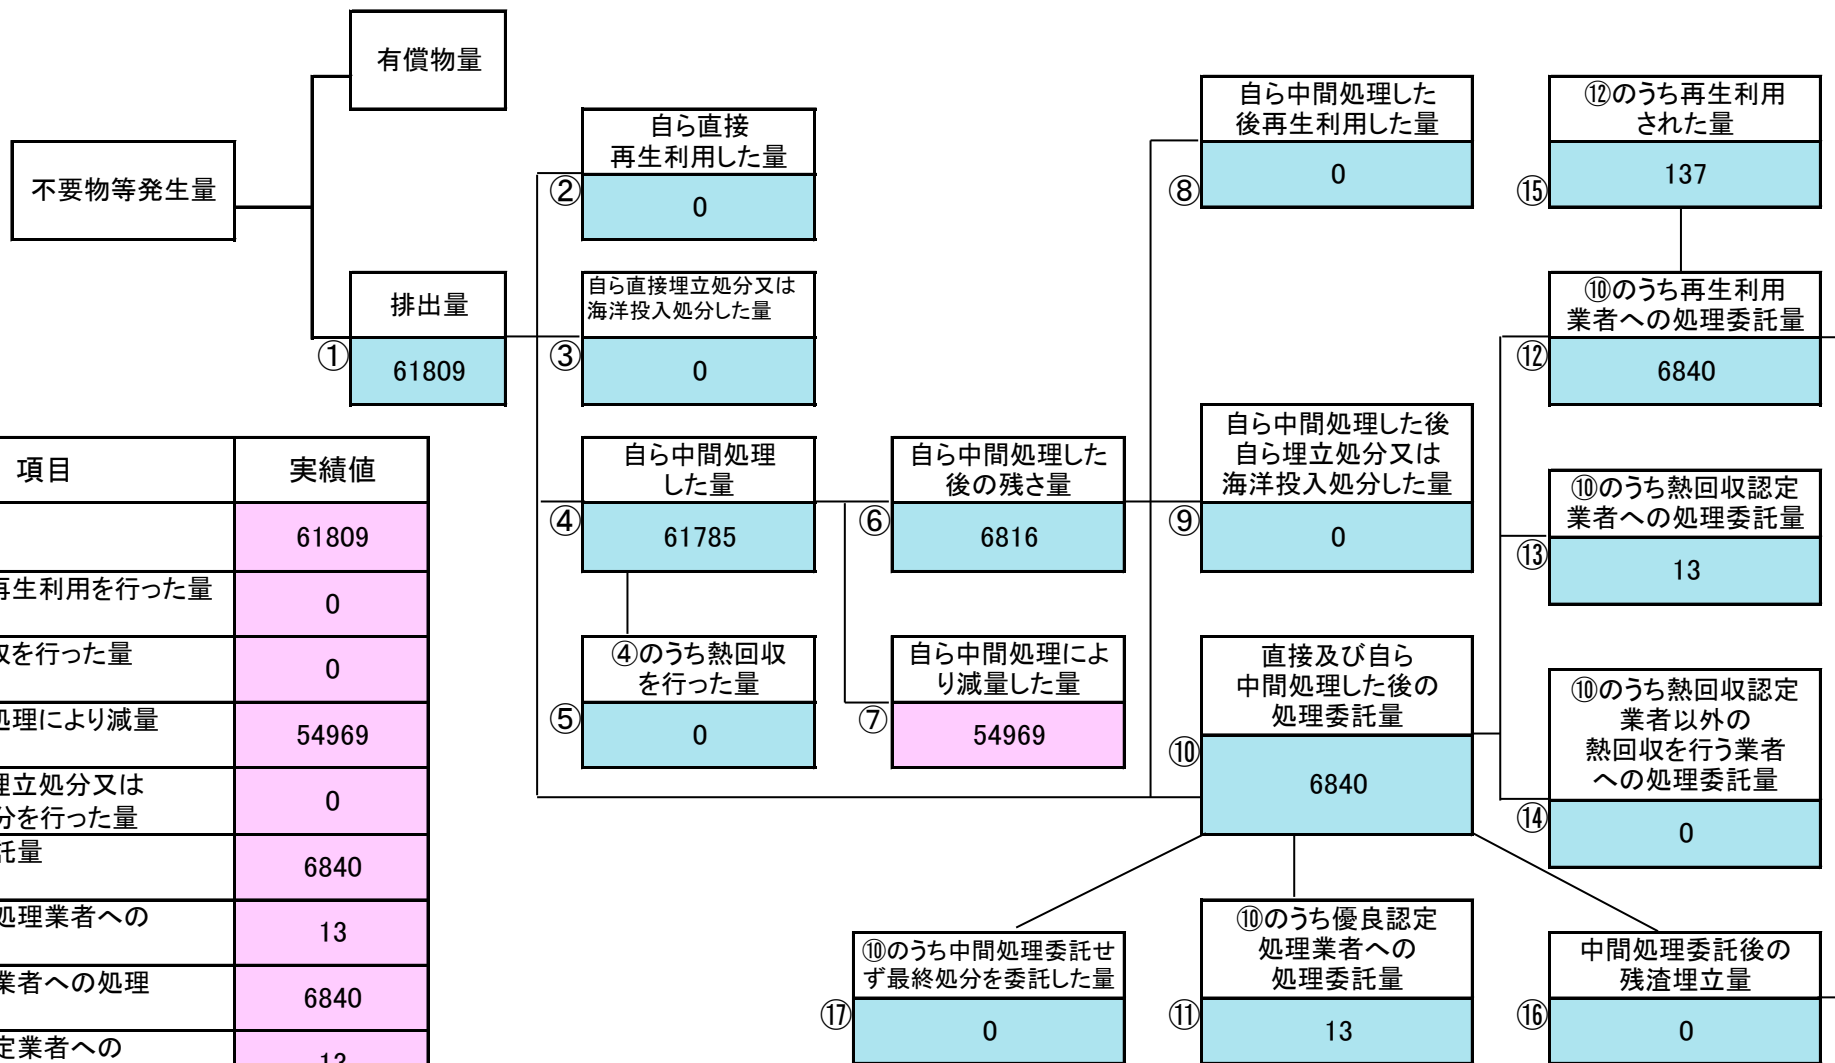 有償物量
不要物等発生量
排出量
①
61809
自ら直接
再生利用した量
②
0
自ら直接埋立処分又は
海洋投入処分した量
③
0
自ら中間処理
した量
④
61785
④のうち熱回収
を行った量
⑤
0
自ら中間処理した
後の残さ量
⑥
6816
自ら中間処理によ
り減量した量
⑦
54969
自ら中間処理した
後再生利用した量
⑧
0
自ら中間処理した後
自ら埋立処分又は
海洋投入処分した量
⑨
0
直接及び自ら
中間処理した後の
処理委託量
⑩
6840
⑫のうち再生利用
された量
⑮
137
⑩のうち再生利用
業者への処理委託量
⑫
6840
⑩のうち熱回収認定
業者への処理委託量
⑬
13
⑩のうち熱回収認定
業者以外の
熱回収を行う業者
への処理委託量
⑭
0
⑩のうち中間処理委託せ
ず最終処分を委託した量
⑰
0
⑩のうち優良認定
処理業者への
処理委託量
⑪
13
中間処理委託後の
残渣埋立量
⑯
0
項目
実績値
61809
再生利用を行った量
0
を行った量
0
処理により減量
54969
埋立処分又は
分を行った量
0
託量
6840
処理業者への
13
業者への処理
6840
定業者への
13